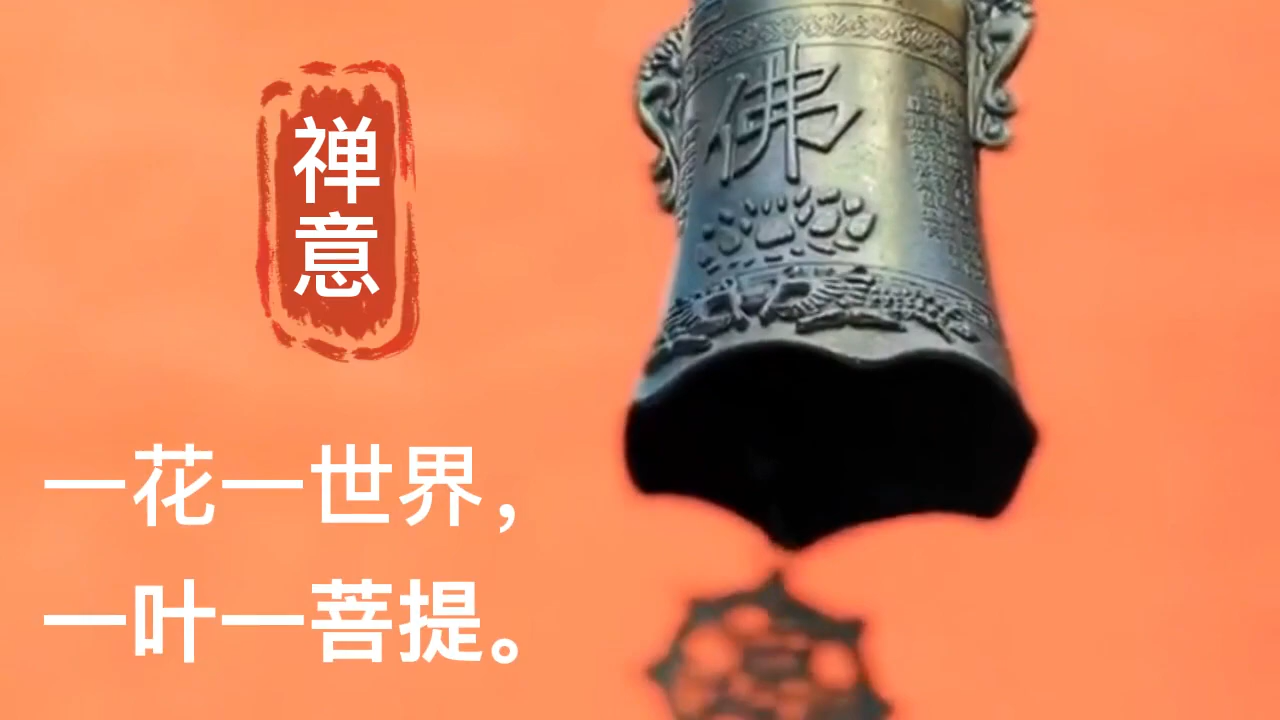 禅意
一花一世界，
一叶一菩提。
佛